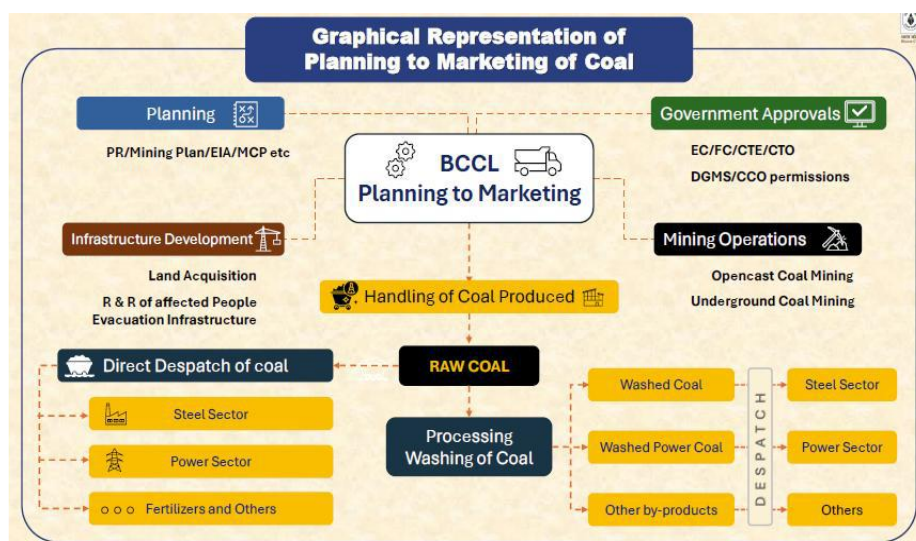 Graphical Representation of
Planning to Marketing of Coal
Planning
PR/Mining Plan/EIA/MCP etc
Government Approvals
EC/FC/CTE/CTO
DGMS/CCO permissions
BCCL
Planning to Marketing
Infrastructure Development
Land Acquisition
R & R of affected People
Evacuation Infrastructure
Mining Operations
Opencast Coal Mining
Underground Coal Mining
Handling of Coal Produced
Direct Despatch of coal
RAW COAL
Steel Sector
Power Sector
Fertilizers and Others
Processing
Washing of Coal
Washed Coal
Washed Power Coal
Other by-products
DESPATCH
Steel Sector
Power Sector
Others